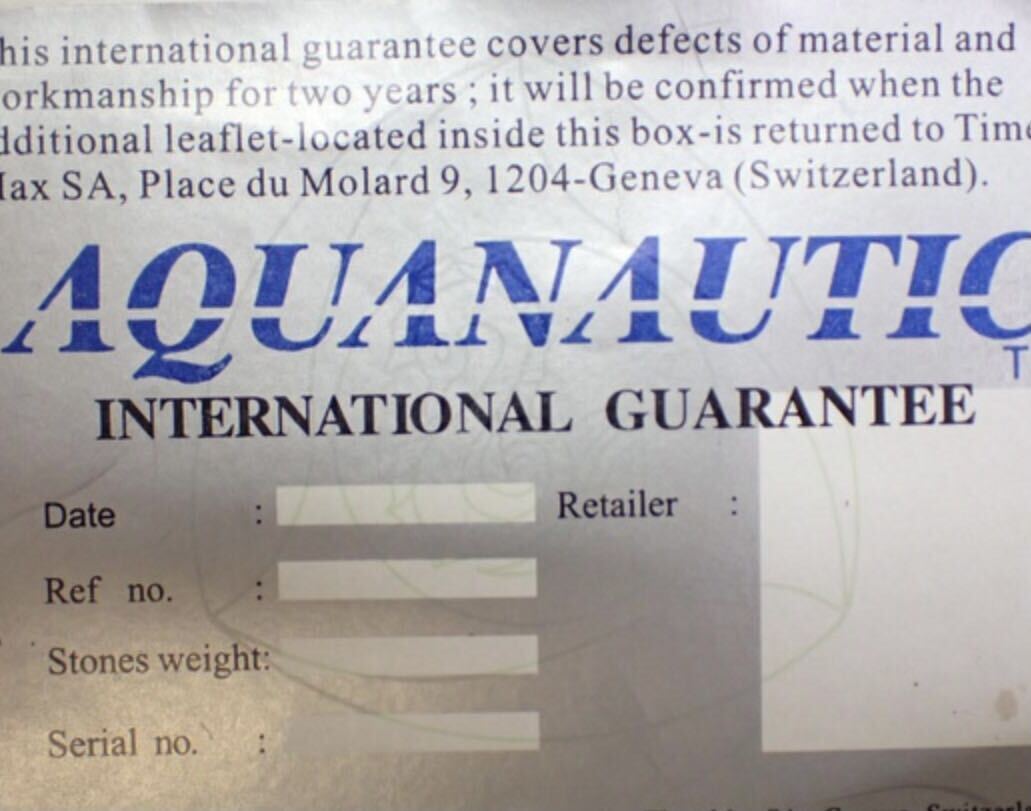 his international guarantee covers defects of material and
orkmanship for two years ; it will be confirmed when the
dditional leaflet-located inside this box-is returned to Time
Max SA, Place du Molard 9, 1204-Geneva (Switzerland).
AQUANAUTIC
T
INTERNATIONAL GUARANTEE
Date :
Retailer :
Ref no. :
Stones weight:
Serial no. :